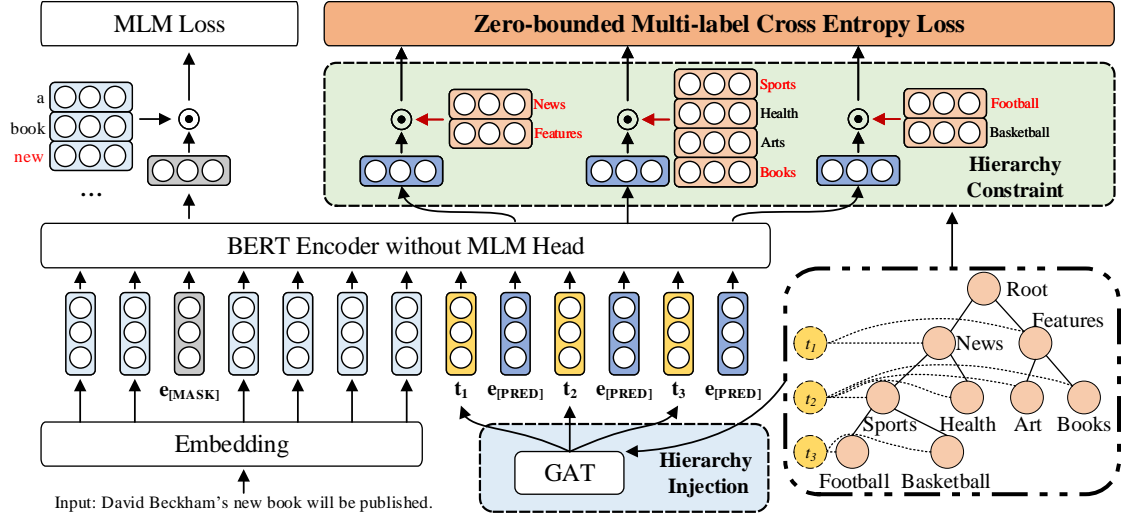 MLM Loss
Zero-bounded Multi-label Cross Entropy Loss
a
book
new
...
News
Features
Sports
Health
Arts
Books
Football
Basketball
Hierarchy
Constraint
BERT Encoder without MLM Head
e[MASK]
t1
e[PRED]
t2
e[PRED]
t3
e[PRED]
Embedding
GAT
Hierarchy
Injection
Input: David Beckham's new book will be published.
Root
Features
t1
News
t2
Sports
Health
Art
Books
t3
Football
Basketball